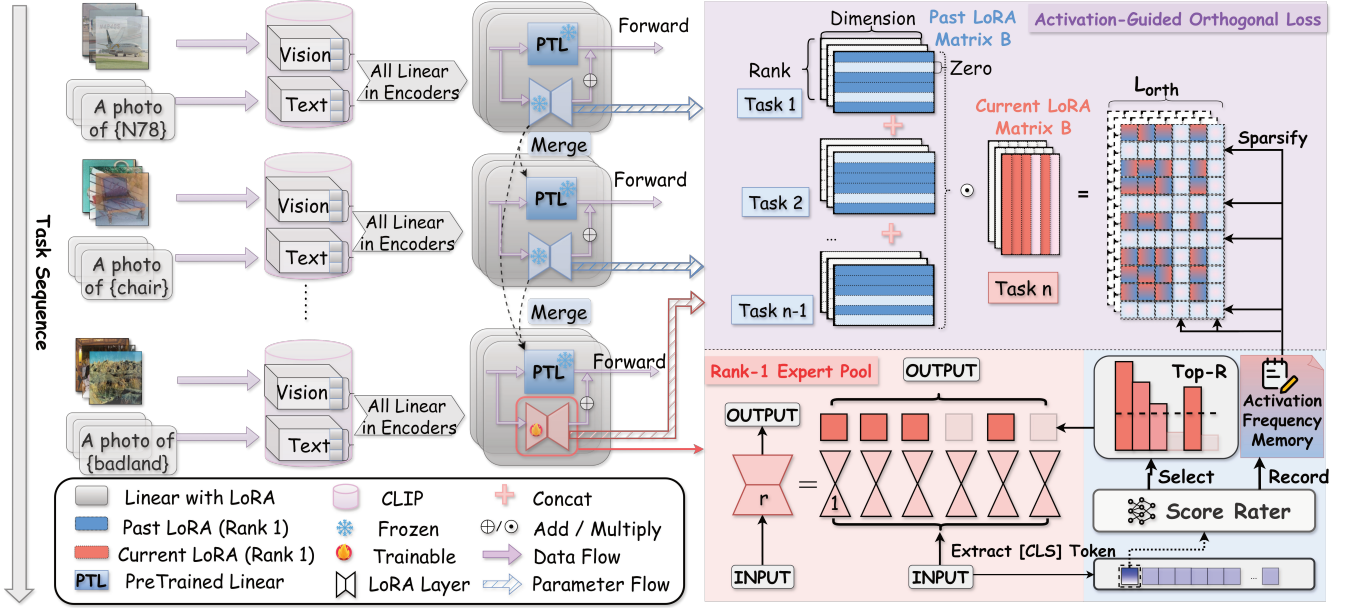 Task Sequence
A photo
of {N78}
Vision
Text
All Linear
in Encoders
PTL
Forward
Merge
A photo
of {chair}
Vision
Text
All Linear
in Encoders
PTL
Forward
Merge
A photo of
{badland}
Vision
Text
All Linear
in Encoders
PTL
Forward
Linear with LoRA
Past LoRA (Rank 1)
Current LoRA (Rank 1)
PTL
PreTrained Linear
CLIP
Frozen
Trainable
LoRA Layer
Concat
Add / Multiply
Data Flow
Parameter Flow
Activation-Guided Orthogonal Loss
Dimension
Past LoRA
Matrix B
Rank
Zero
Task 1
Task 2
...
Task n-1
Current LoRA
Matrix B
Task n
=
Lorth
Sparsify
Rank-1 Expert Pool
OUTPUT
r
INPUT
=
OUTPUT
1
INPUT
Extract [CLS] Token
Top-R
Activation
Frequency
Memory
Select
Record
Score Rater
...